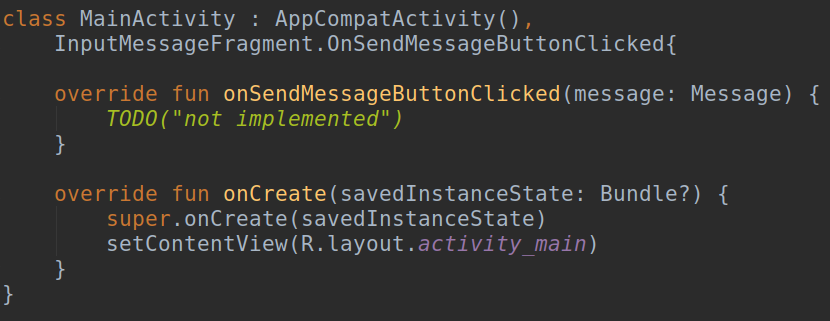 class MainActivity : AppCompatActivity(),
    InputMessageFragment.OnSendMessageButtonClicked{
    override fun onSendMessageButtonClicked(message: Message) {
        TODO("not implemented")
    }
    override fun onCreate(savedInstanceState: Bundle?) {
        super.onCreate(savedInstanceState)
        setContentView(R.layout.activity_main)
    }
}